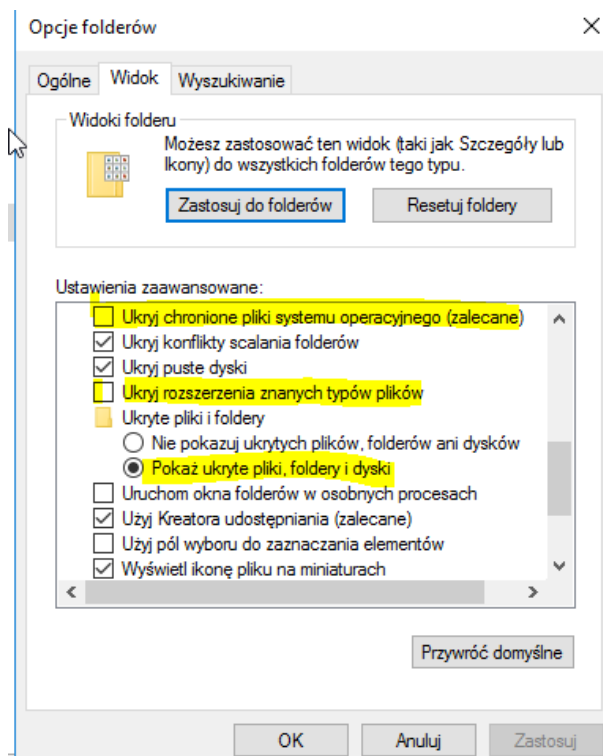 Opcje folderów
Ogólne
Widok
Wyszukiwanie
Widoki folderu
Możesz zastosować ten widok (taki jak Szczegóły lub
Ikony) do wszystkich folderów tego typu.
Zastosuj do folderów
Resetuj foldery
Ustawienia zaawansowane:
Ukryj chronione pliki systemu operacyjnego (zalecane)
Ukryj konflikty scalania folderów
Ukryj puste dyski
Ukryj rozszerzenia znanych typów plików
Ukryte pliki i foldery
Nie pokazuj ukrytych plików, folderów ani dysków
Pokaż ukryte pliki, foldery i dyski
Uruchom okna folderów w osobnych procesach
Użyj Kreatora udostępniania (zalecane)
Użyj pól wyboru do zaznaczania elementów
Wyświetl ikonę pliku na miniaturach
Przywróć domyślne
OK
Anuluj
Zastosuj